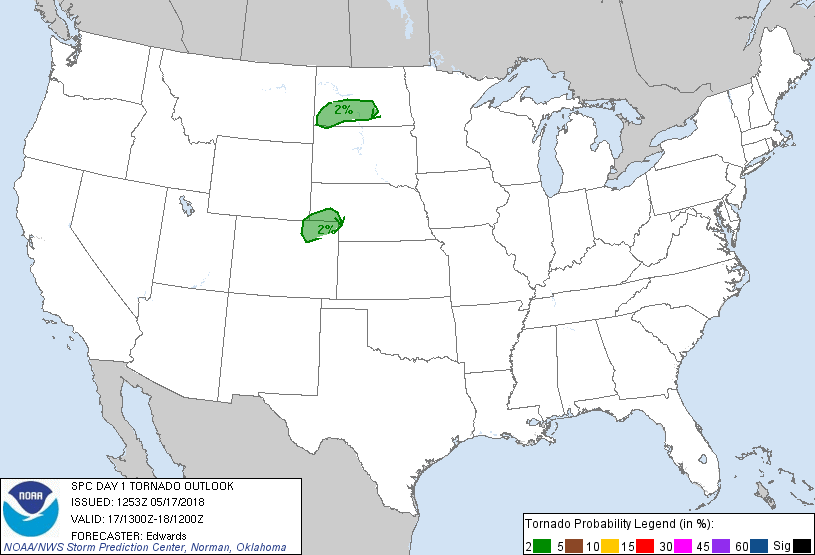 2%
2%
NOAA
SPC DAY 1 TORNADO OUTLOOK
ISSUED: 1253Z 05/17/2018
VALID: 17/1300Z-18/1200Z
FORECASTER: Edwards
NOAA/NWS Storm Prediction Center, Norman, Oklahoma
Tornado Probability Legend (in %):
2 5 10 15 30 45 60 Sig